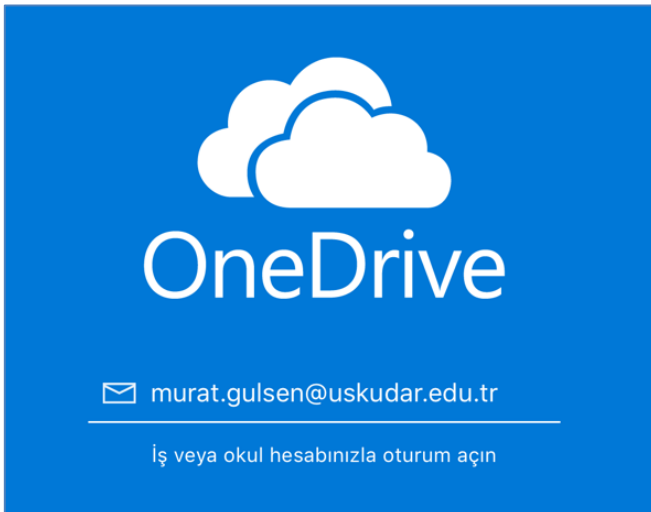 OneDrive
murat.gulsen@uskudar.edu.tr
İş veya okul hesabınızla oturum açın